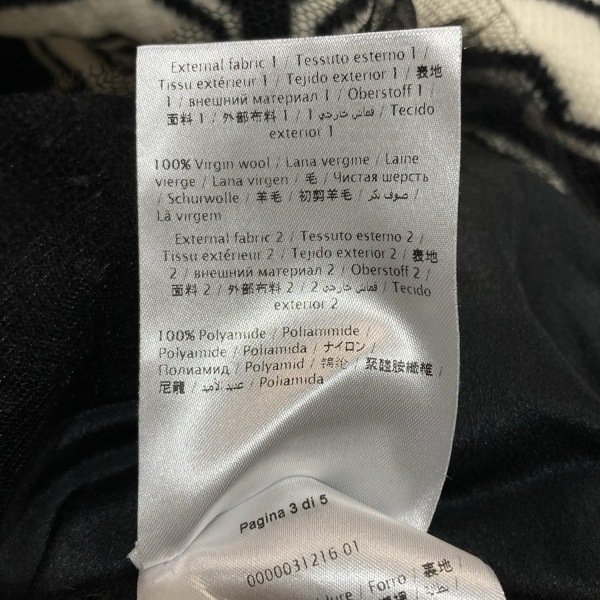 External fabric 1 / Tessuto esterno 1 /
Tissu extérieur 1 / Tejido exterior 1 / 表地
1 / внешний материал 1 / Oberstoff 1 /
面料 1 / 外部布料 1 / قماش خارجي 1 / Tecido
exterior 1
100% Virgin wool / Lana vergine / Laine
vierge / Lana virgen / 毛 / Чистая шерсть
/ Schurwolle / 羊毛 / 初剪羊毛 / صوف بكر /
Lã virgem
External fabric 2 / Tessuto esterno 2 /
Tissu extérieur 2 / Tejido exterior 2 / 表地
2 / внешний материал 2 / Oberstoff 2 /
面料 2 / 外部布料 2 / قماش خارجي 2 / Tecido
exterior 2
100% Polyamide / Poliammide /
Polyamide / Poliamida / ナイロン /
Полиамид / Polyamid / 锦纶 / 聚醯胺纖維 /
尼龍 / / Poliamida
Pagina 3 di 5
0000031216 01
/ Forro / 表地 /